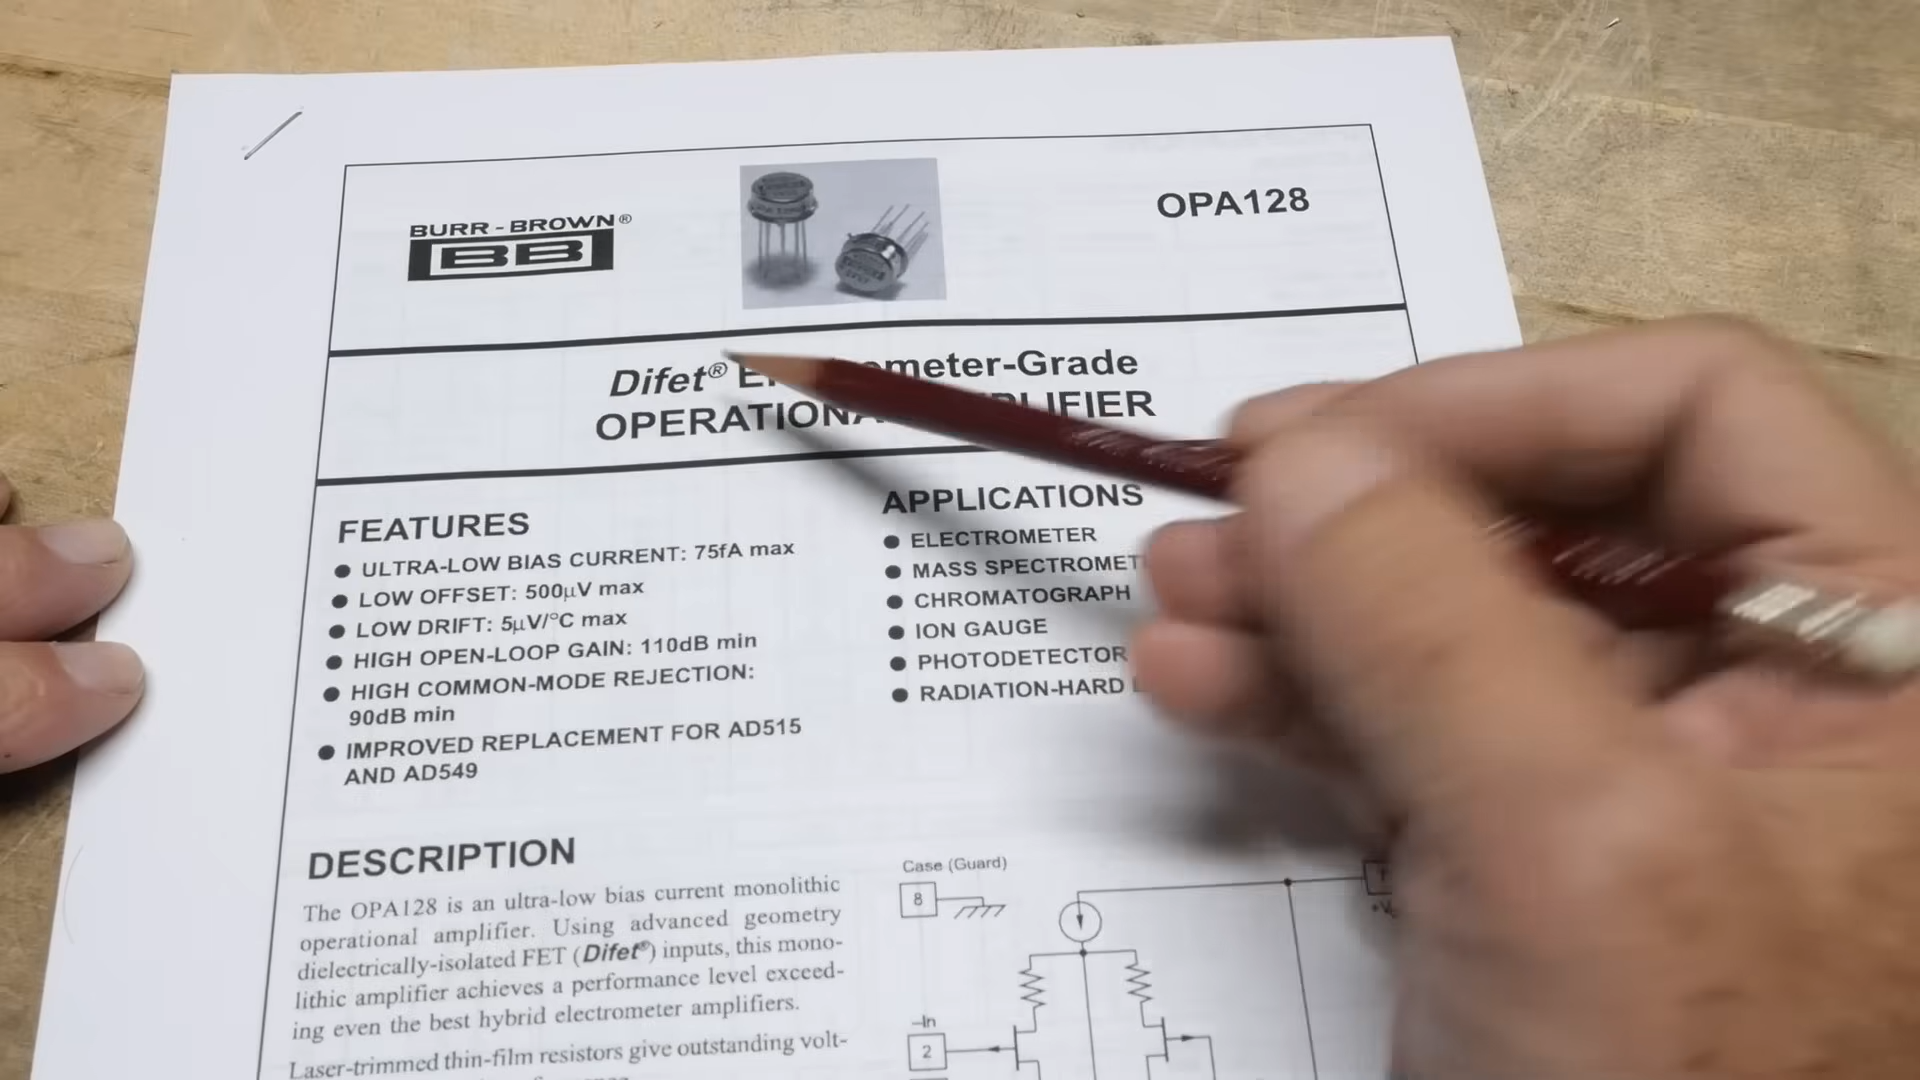 BURR-BROWN®
BB
OPA128
Difet® Electrometer-Grade
OPERATIONAL AMPLIFIER
FEATURES
● ULTRA-LOW BIAS CURRENT: 75fA max
● LOW OFFSET: 500µV max
● LOW DRIFT: 5µV/°C max
● HIGH OPEN-LOOP GAIN: 110dB min
● HIGH COMMON-MODE REJECTION:
90dB min
● IMPROVED REPLACEMENT FOR AD515
AND AD549
APPLICATIONS
● ELECTROMETER
● MASS SPECTROMET
● CHROMATOGRAPH
● ION GAUGE
● PHOTODETECTOR
● RADIATION-HARD
DESCRIPTION
The OPA128 is an ultra-low bias current monolithic
operational amplifier. Using advanced geometry
dielectrically-isolated FET (Difet®) inputs, this mono-
lithic amplifier achieves a performance level exceed-
ing even the best hybrid electrometer amplifiers.
Laser-trimmed thin-film resistors give outstanding volt-
Case (Guard)
8
–In
2